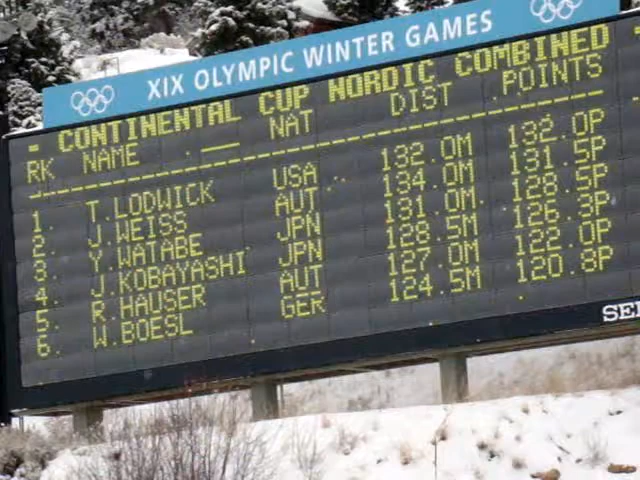 XIX OLYMPIC WINTER GAMES
- CONTINENTAL CUP NORDIC COMBINED -
RK NAME NAT DIST POINTS
1. T.LODWICK USA 132.0M 132.0P
2. J.WEISS AUT 134.0M 131.5P
3. Y.WATABE JPN 131.0M 128.5P
4. J.KOBAYASHI JPN 128.5M 126.3P
5. R.HAUSER AUT 127.0M 122.0P
6. W.BOESL GER 124.5M 120.8P